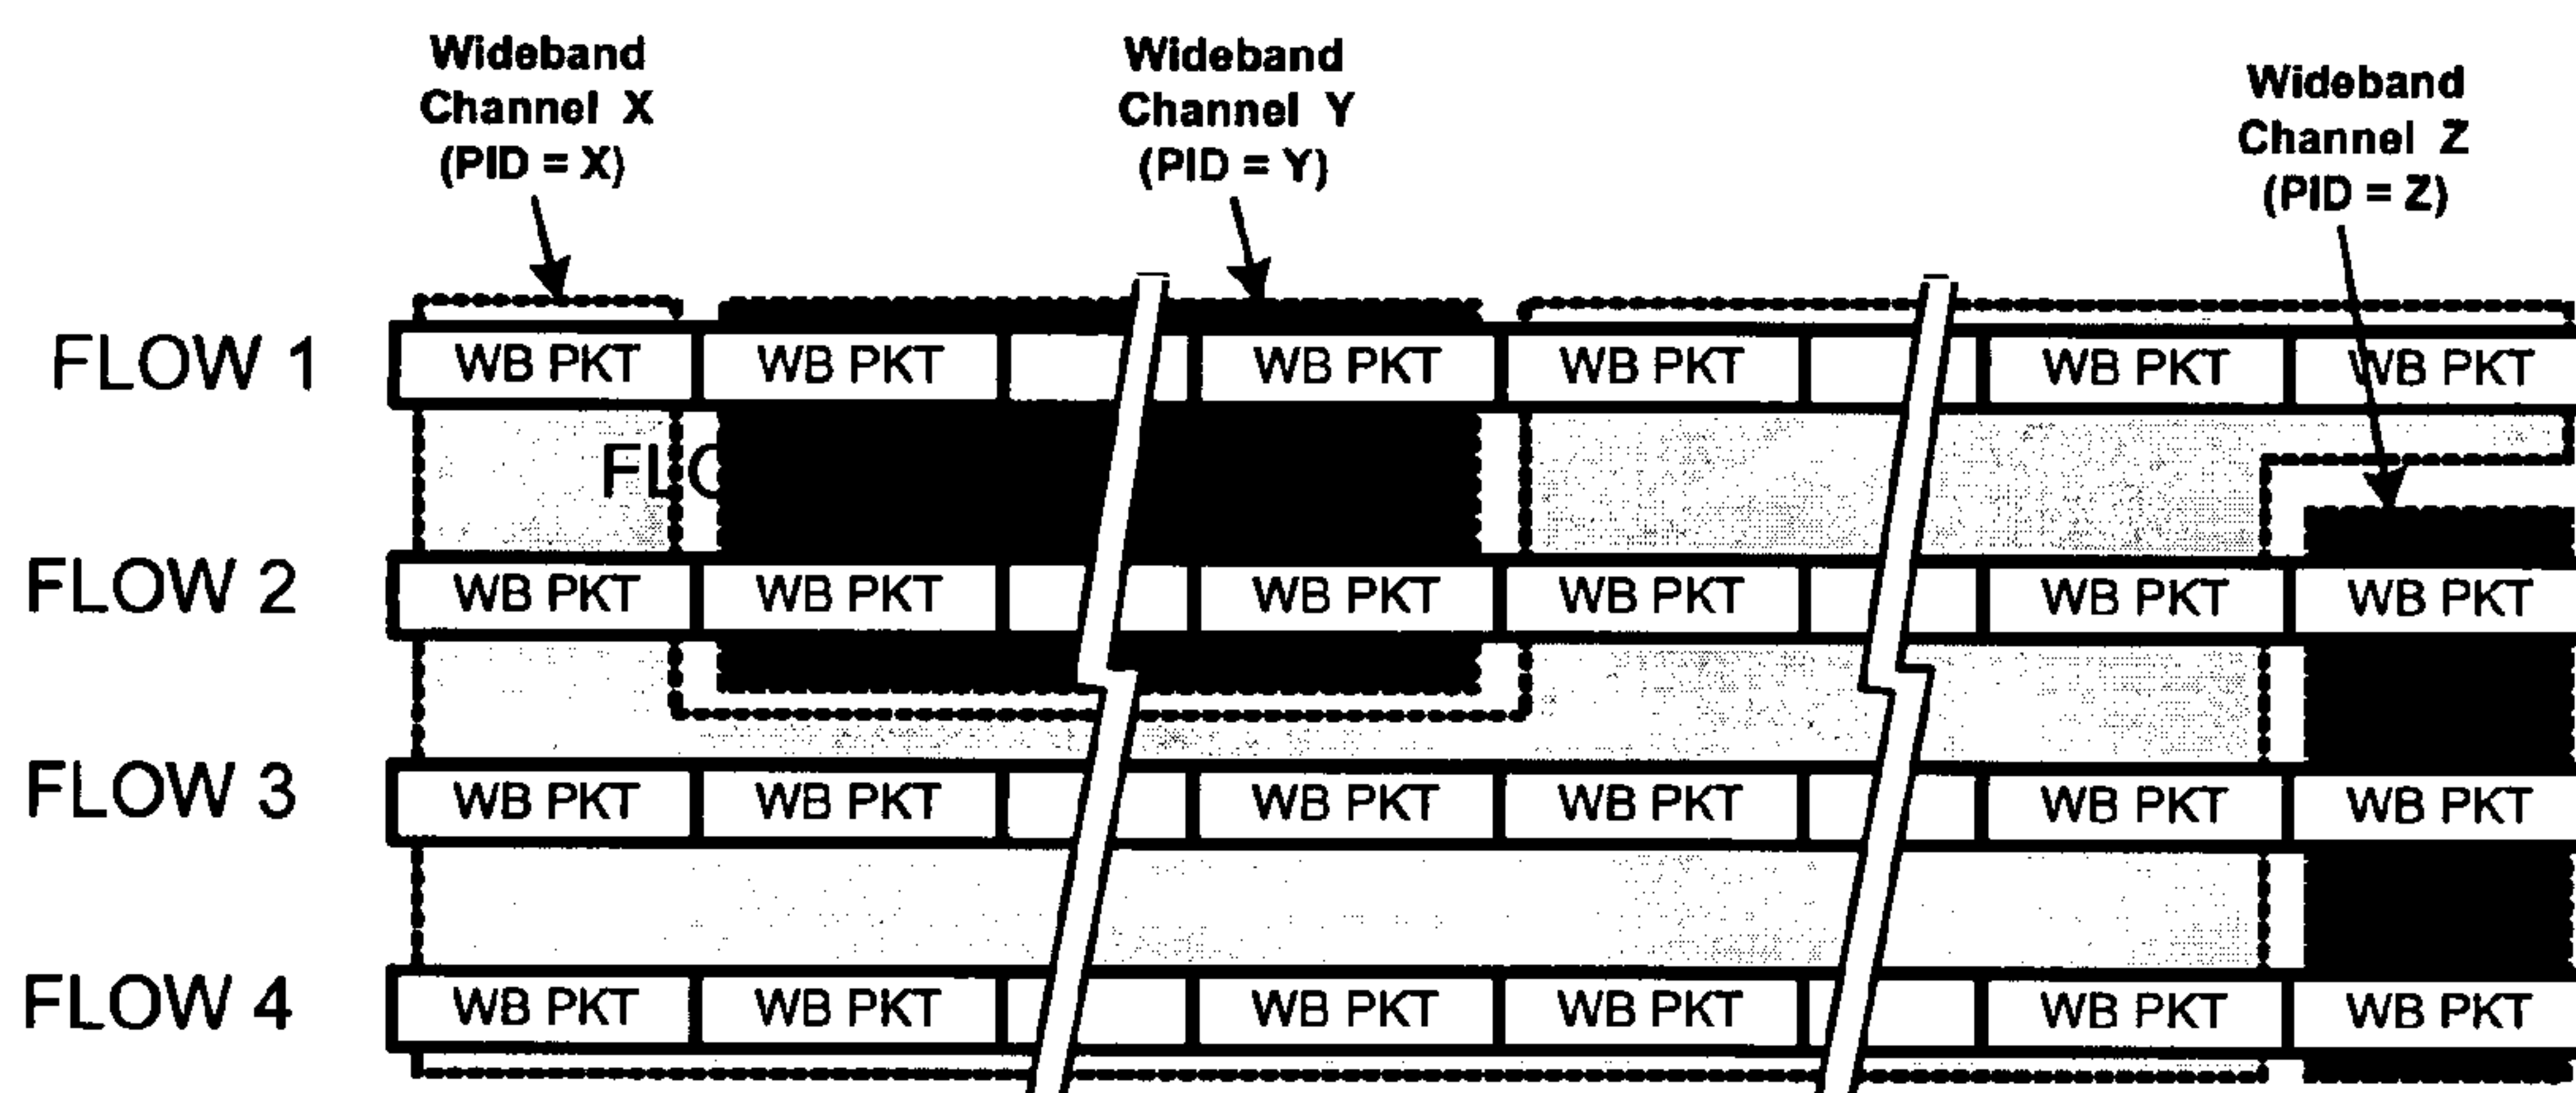 Wideband
Channel X
(PID = X)
Wideband
Channel Y
(PID = Y)
Wideband
Channel Z
(PID = Z)
FLOW 1
WB PKT WB PKT WB PKT WB PKT WB PKT WB PKT
FLOW 2
WB PKT WB PKT WB PKT WB PKT WB PKT WB PKT
FLOW 3
WB PKT WB PKT WB PKT WB PKT WB PKT WB PKT
FLOW 4
WB PKT WB PKT WB PKT WB PKT WB PKT WB PKT